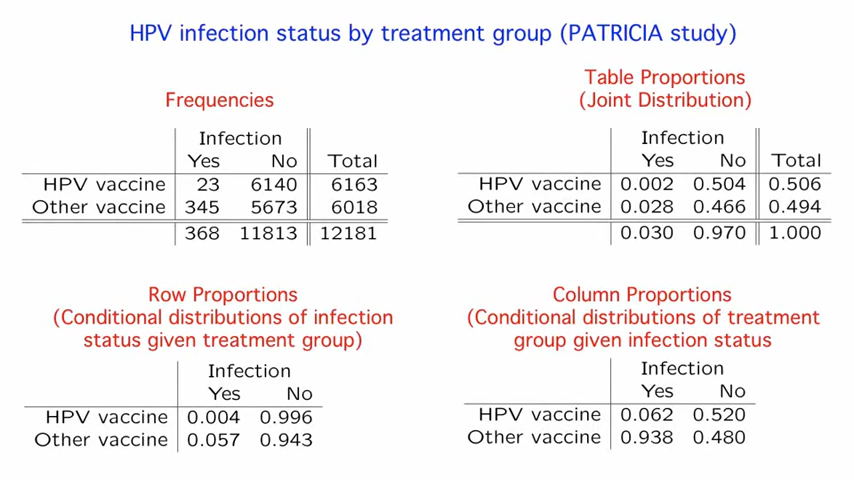 HPV infection status by treatment group (PATRICIA study)
Frequencies
Infection
Yes No Total
HPV vaccine 23 6140 6163
Other vaccine 345 5673 6018
368 11813 12181
Table Proportions
(Joint Distribution)
Infection
Yes No Total
HPV vaccine 0.002 0.504 0.506
Other vaccine 0.028 0.466 0.494
0.030 0.970 1.000
Row Proportions
(Conditional distributions of infection
status given treatment group)
Infection
Yes No
HPV vaccine 0.004 0.996
Other vaccine 0.057 0.943
Column Proportions
(Conditional distributions of treatment
group given infection status
Infection
Yes No
HPV vaccine 0.062 0.520
Other vaccine 0.938 0.480